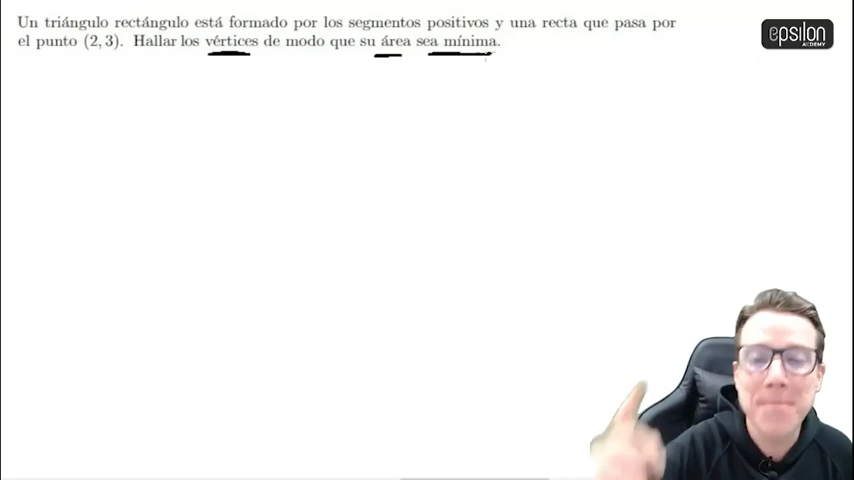 Un triángulo rectángulo está formado por los segmentos positivos y una recta que pasa por
el punto (2, 3). Hallar los vértices de modo que su área sea mínima.
epsilon
ACADEMY